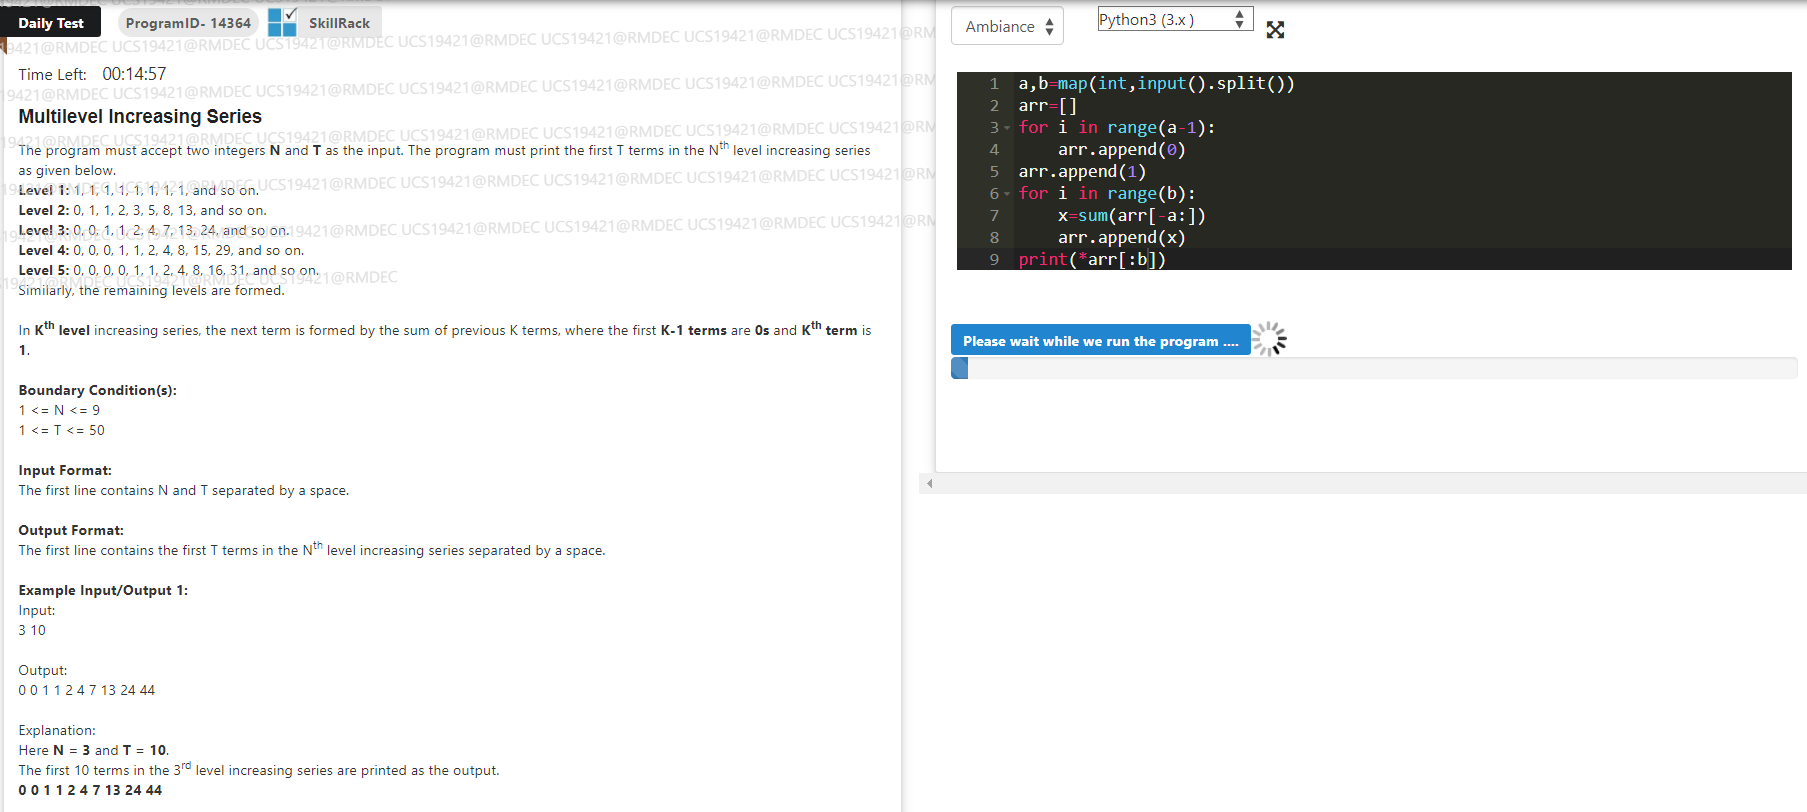 Daily Test ProgramID- 14364 SkillRack
Time Left: 00:14:57
Multilevel Increasing Series
The program must accept two integers N and T as the input. The program must print the first T terms in the Nth level increasing series
as given below.
Level 1: 1, 1, 1, 1, 1, 1, 1, 1, and so on.
Level 2: 0, 1, 1, 2, 3, 5, 8, 13, and so on.
Level 3: 0, 0, 1, 1, 2, 4, 7, 13, 24, and so on.
Level 4: 0, 0, 0, 1, 1, 2, 4, 8, 15, 29, and so on.
Level 5: 0, 0, 0, 0, 1, 1, 2, 4, 8, 16, 31, and so on.
Similarly, the remaining levels are formed.
In Kth level increasing series, the next term is formed by the sum of previous K terms, where the first K-1 terms are 0s and Kth term is
1.
Boundary Condition(s):
1 <= N <= 9
1 <= T <= 50
Input Format:
The first line contains N and T separated by a space.
Output Format:
The first line contains the first T terms in the Nth level increasing series separated by a space.
Example Input/Output 1:
Input:
3 10
Output:
0 0 1 1 2 4 7 13 24 44
Explanation:
Here N = 3 and T = 10.
The first 10 terms in the 3rd level increasing series are printed as the output.
0 0 1 1 2 4 7 13 24 44
Ambiance Python3 (3.x)
1 a,b=map(int,input().split())
2 arr=[]
3 for i in range(a-1):
4 arr.append(0)
5 arr.append(1)
6 for i in range(b):
7 x=sum(arr[-a:])
8 arr.append(x)
9 print(*arr[:b])
Please wait while we run the program ....
19421@RMDEC UCS19421@RMDEC UCS19421@RMDEC UCS19421@RMDEC UCS19421@RMDEC UCS19421@RMDEC UCS19421@RM